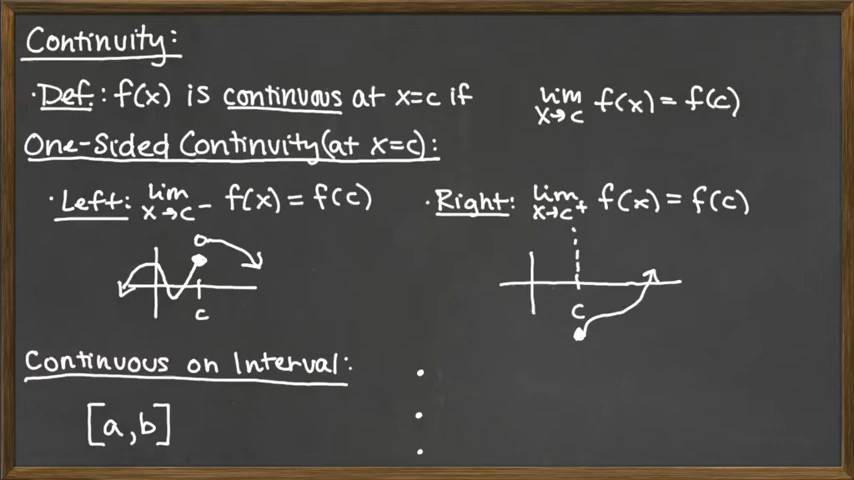 Continuity:
· Def.: f(x) is continuous at x=c if lim x→c f(x) = f(c)
One-Sided Continuity (at x=c):
· Left: lim x→c⁻ f(x) = f(c)
· Right: lim x→c⁺ f(x) = f(c)
c
c
Continuous on Interval:
[a,b]